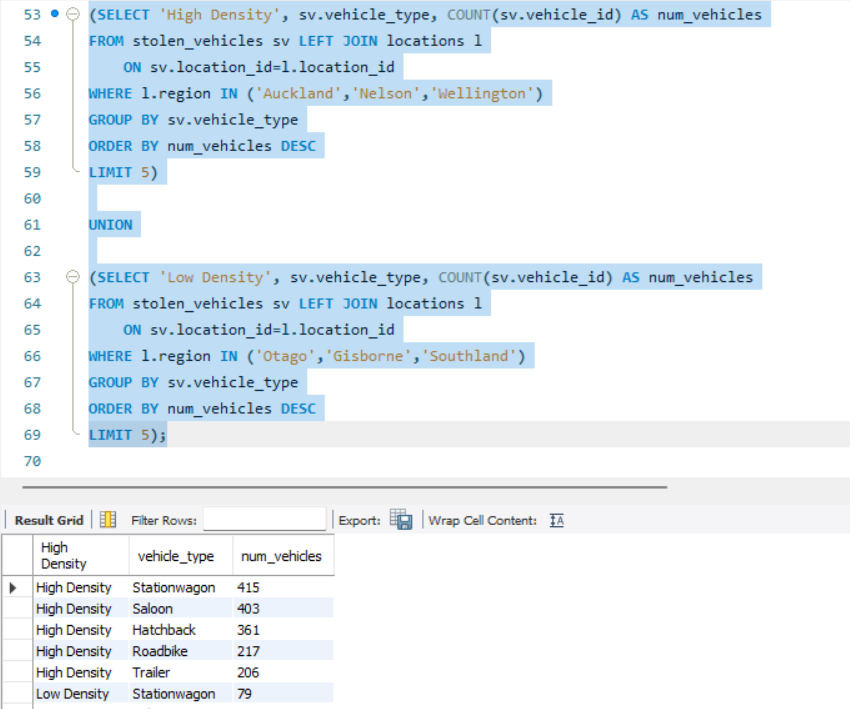 53 (SELECT 'High Density', sv.vehicle_type, COUNT(sv.vehicle_id) AS num_vehicles
54 FROM stolen_vehicles sv LEFT JOIN locations l
55 ON sv.location_id=l.location_id
56 WHERE l.region IN ('Auckland','Nelson','Wellington')
57 GROUP BY sv.vehicle_type
58 ORDER BY num_vehicles DESC
59 LIMIT 5)
60
61 UNION
62
63 (SELECT 'Low Density', sv.vehicle_type, COUNT(sv.vehicle_id) AS num_vehicles
64 FROM stolen_vehicles sv LEFT JOIN locations l
65 ON sv.location_id=l.location_id
66 WHERE l.region IN ('Otago','Gisborne','Southland')
67 GROUP BY sv.vehicle_type
68 ORDER BY num_vehicles DESC
69 LIMIT 5);
70
Result Grid Filter Rows: Export: Wrap Cell Content: IA
High Density vehicle_type num_vehicles
High Density Stationwagon 415
High Density Saloon 403
High Density Hatchback 361
High Density Roadbike 217
High Density Trailer 206
Low Density Stationwagon 79